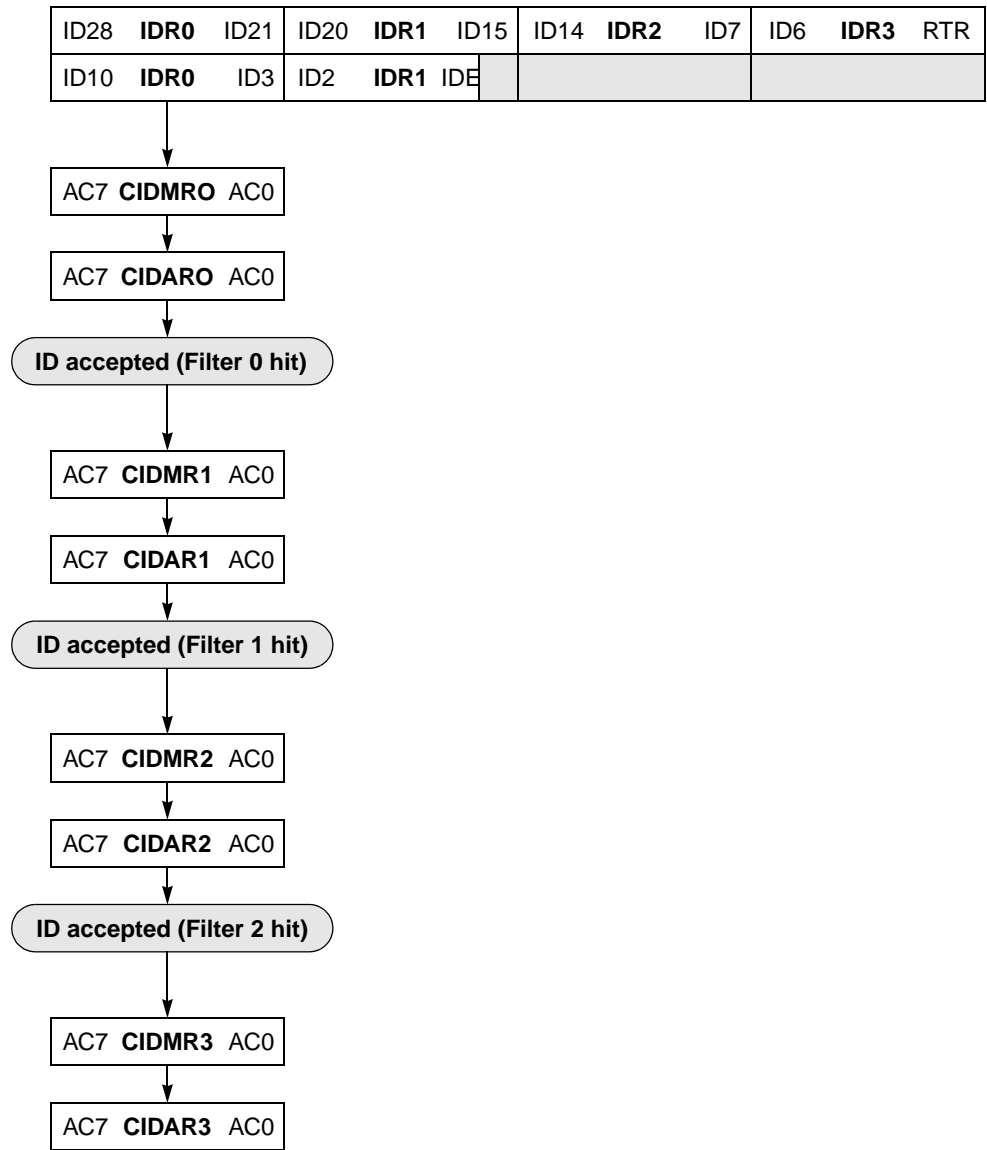 ID28 IDR0 ID21 ID20 IDR1 ID15 ID14 IDR2 ID7 ID6 IDR3 RTR
ID10 IDR0 ID3 ID2 IDR1 IDE
AC7 CIDMRO AC0
AC7 CIDARO AC0
ID accepted (Filter 0 hit)
AC7 CIDMR1 AC0
AC7 CIDAR1 AC0
ID accepted (Filter 1 hit)
AC7 CIDMR2 AC0
AC7 CIDAR2 AC0
ID accepted (Filter 2 hit)
AC7 CIDMR3 AC0
AC7 CIDAR3 AC0